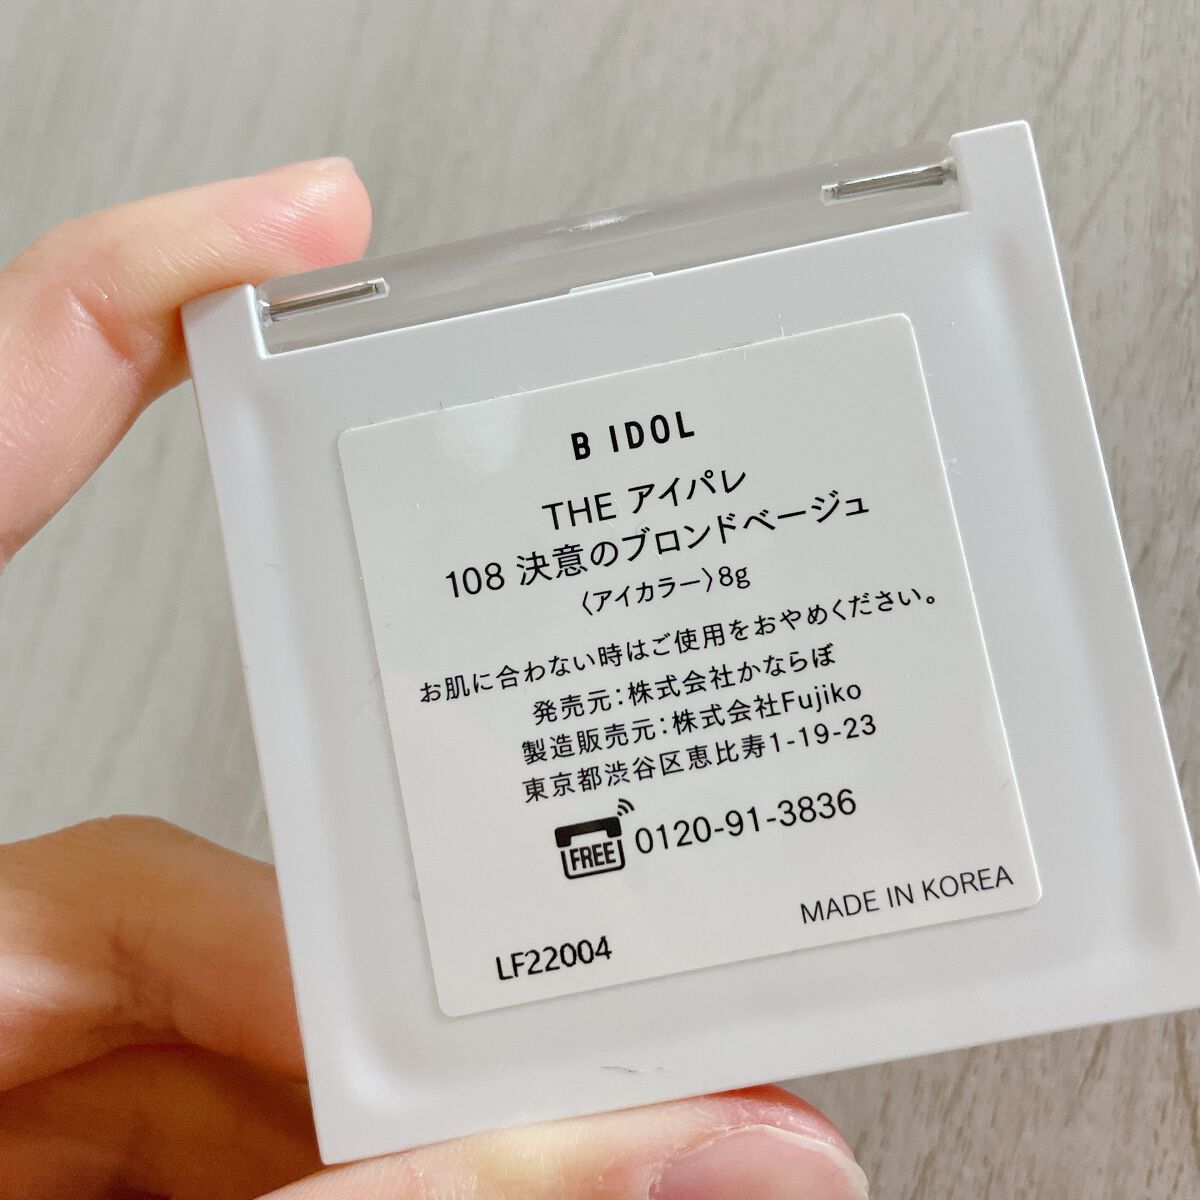 B IDOL
THE アイパレ
108 決意のブロンドベージュ
〈アイカラー〉8g
お肌に合わない時はご使用をおやめください。
発売元:株式会社かならぼ
製造販売元:株式会社Fujiko
東京都渋谷区恵比寿1-19-23
FREE 0120-91-3836
MADE IN KOREA
LF22004